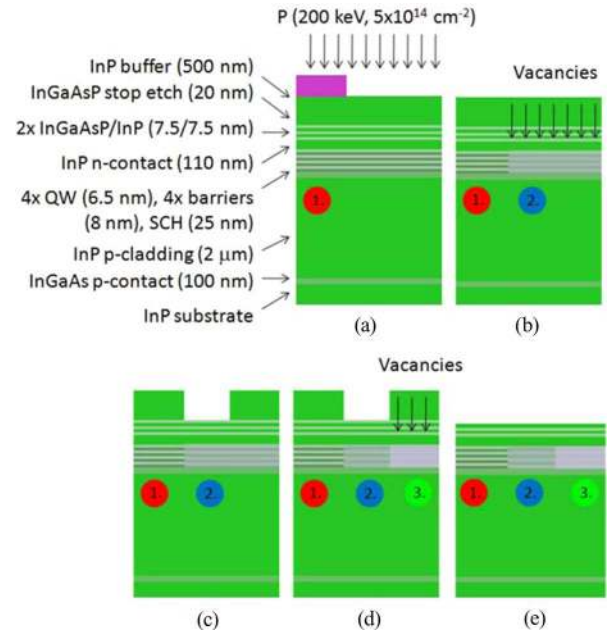 P (200 keV, 5x10¹⁴ cm⁻²)
InP buffer (500 nm)
InGaAsP stop etch (20 nm)
2x InGaAsP/InP (7.5/7.5 nm)
InP n-contact (110 nm)
4x QW (6.5 nm), 4x barriers
(8 nm), SCH (25 nm)
InP p-cladding (2 μm)
InGaAs p-contact (100 nm)
InP substrate
1.
(a)
Vacancies
1. 2.
(b)
Vacancies
1. 2.
1. 2. 3.
1. 2. 3.
(c) (d) (e)